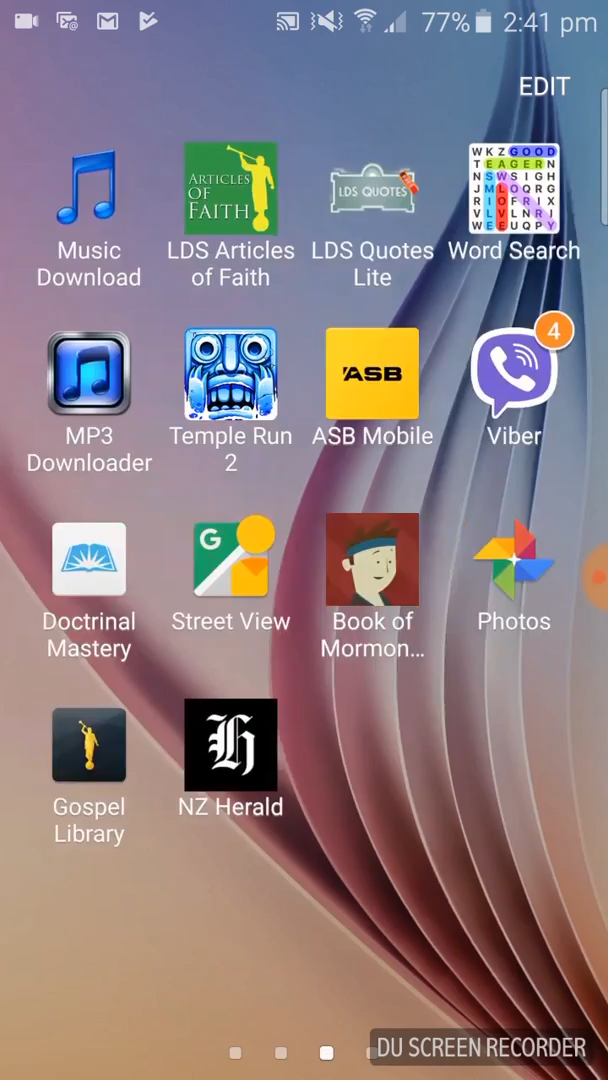 77% 2:41 pm
EDIT
ARTICLES
OF
FAITH
LDS QUOTES
WKZGOOD
TEAGERN
Music
Download
LDS Articles
of Faith
LDS Quotes
Lite
Word Search
ASB
4
MP3
Downloader
Temple Run
2
ASB Mobile
Viber
G
Doctrinal
Mastery
Street View
Book of
Mormon...
Photos
H
Gospel
Library
NZ Herald
DU SCREEN RECORDER